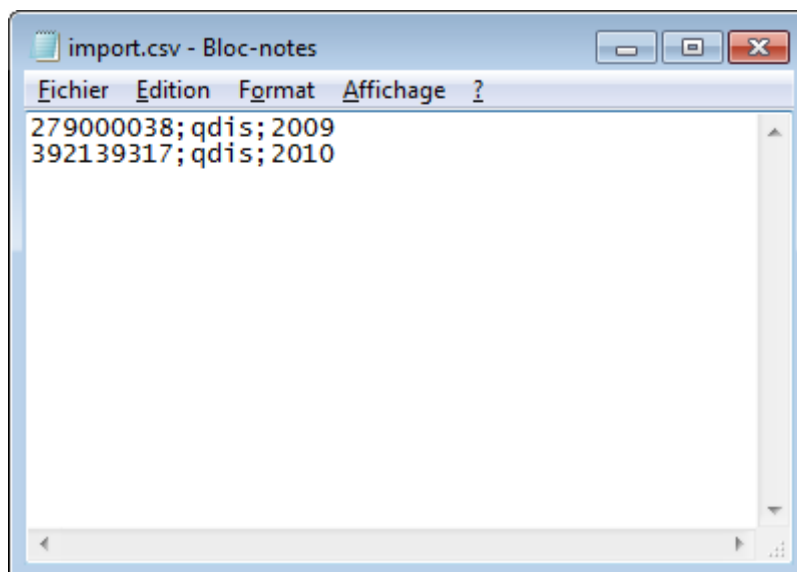 import.csv - Bloc-notes
Fichier Edition Format Affichage ?
279000038;qdis;2009
392139317;qdis;2010